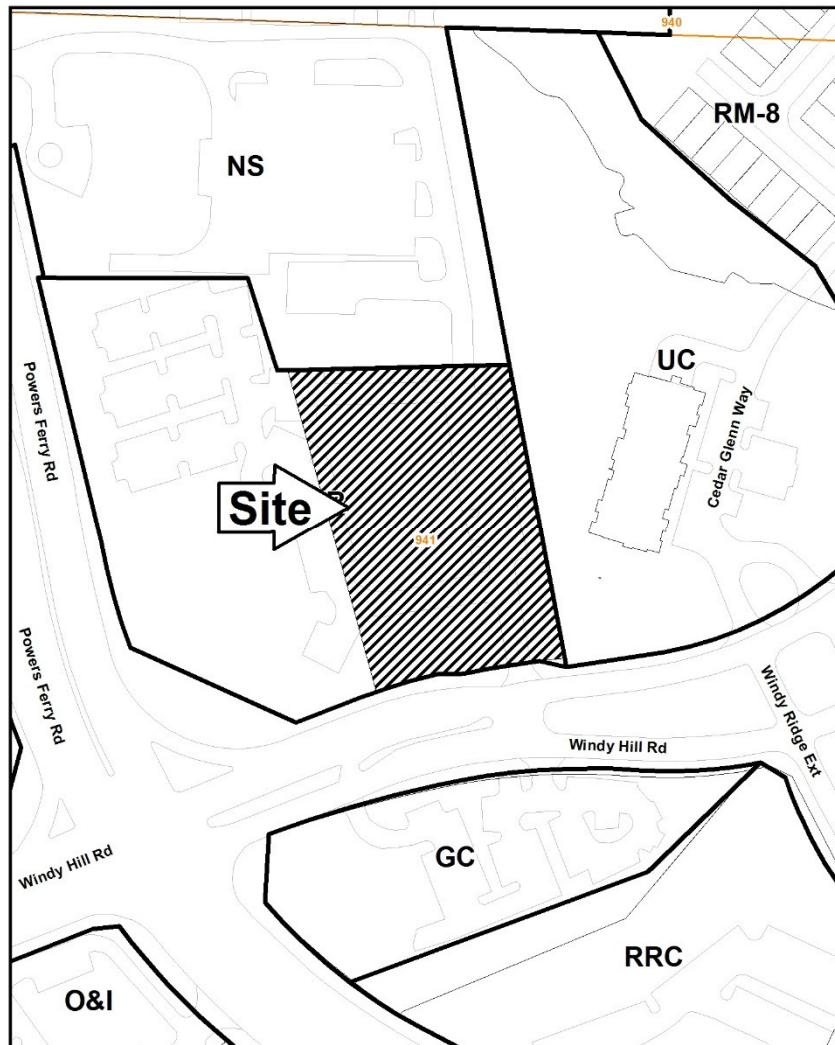 940
RM-8
NS
UC
Powers Ferry Rd
Cedar Glenn Way
Site
941
Powers Ferry Rd
Windy Ridge Ext
Windy Hill Rd
GC
Windy Hill Rd
RRC
O&I